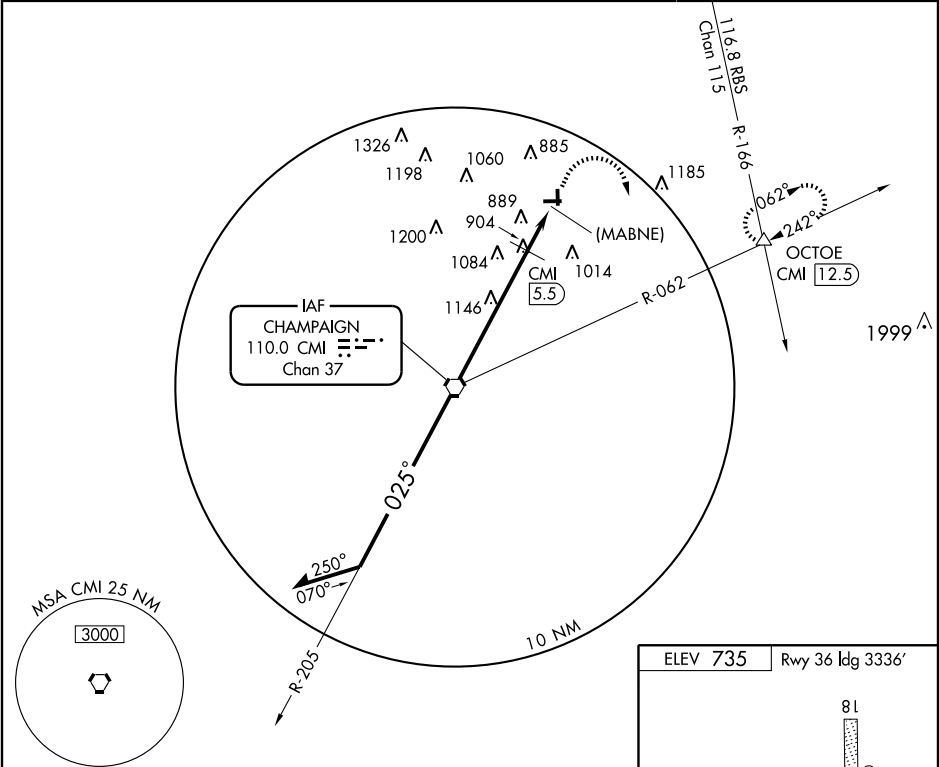 116.8 RBS
Chan 115
R-166
1326
1198
1060
885
1185
889
904
1200
1084
1014
1146
(MABNE)
CMI
5.5
062°
242°
OCTOE
CMI 12.5
R-062
1999
IAF
CHAMPAIGN
110.0 CMI
Chan 37
025°
250°
070°
R-205
10 NM
MSA CMI 25 NM
3000
ELEV 735
Rwy 36 ldg 3336'
18